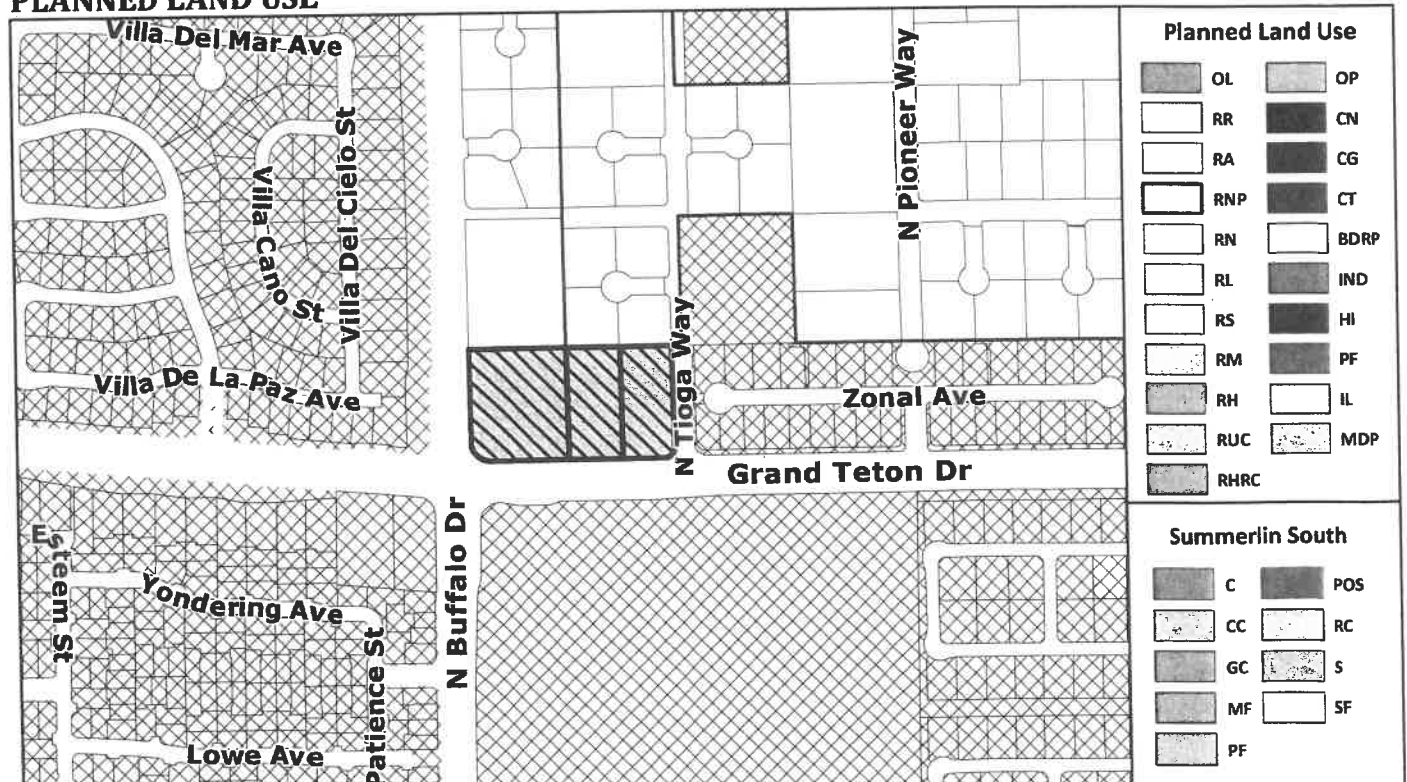 PLANNED LAND USE
Villa Del Mar Ave
Villa Del Cielo St
Villa Cano St
Villa De La Paz Ave
N Pioneer Way
N Tioga Way
Zonal Ave
Grand Teton Dr
N Buffalo Dr
Esteem St
Yondering Ave
Patience St
Lowe Ave
Planned Land Use
OL OP
RR CN
RA CG
RNP CT
RN BDRP
RL IND
RS HI
RM PF
RH IL
RUC MDP
RHRC
Summerlin South
C POS
CC RC
GC S
MF SF
PF